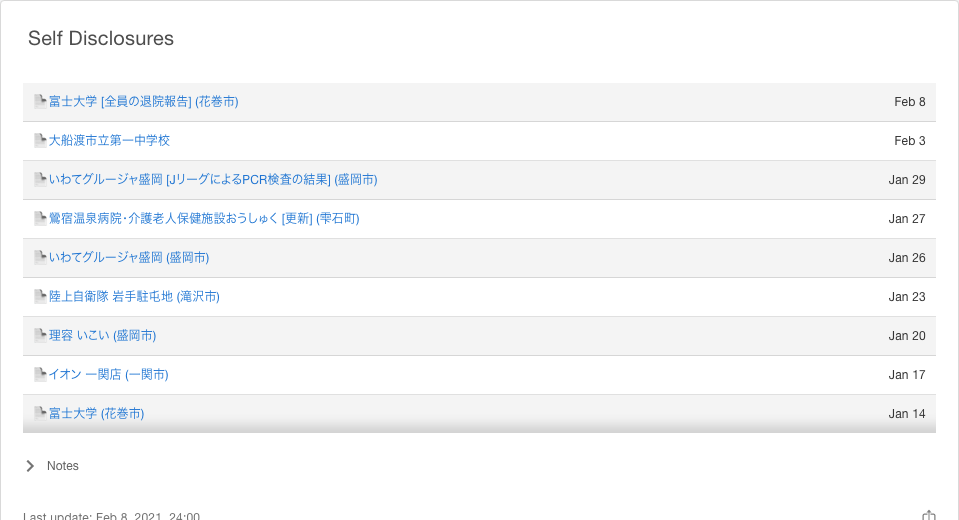 Self Disclosures
富士大学 [全員の退院報告] (花巻市) Feb 8
大船渡市立第一中学校 Feb 3
いわてグルージャ盛岡 [JリーグによるPCR検査の結果] (盛岡市) Jan 29
鶯宿温泉病院･介護老人保健施設おうしゅく [更新] (雫石町) Jan 27
いわてグルージャ盛岡 (盛岡市) Jan 26
陸上自衛隊 岩手駐屯地 (滝沢市) Jan 23
理容 いこい (盛岡市) Jan 20
イオン 一関店 (一関市) Jan 17
富士大学 (花巻市) Jan 14
Notes
Last update: Feb 8, 2021, 24:00